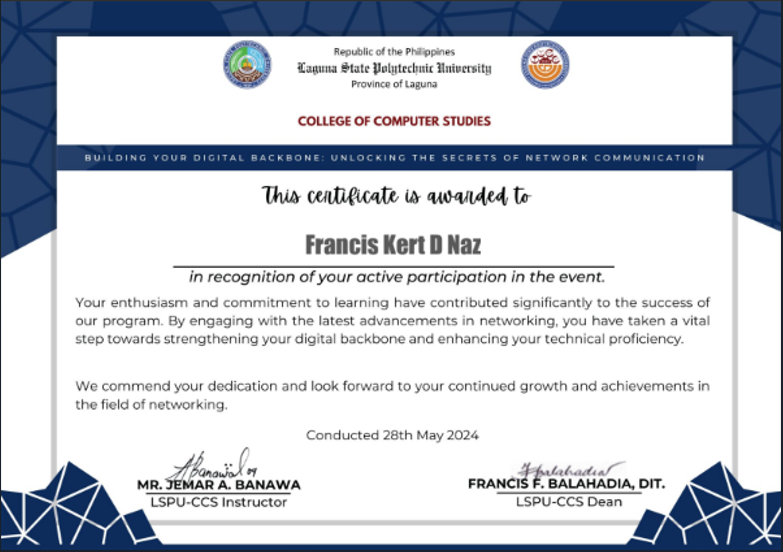 Republic of the Philippines
Laguna State Polytechnic University
Province of Laguna
COLLEGE OF COMPUTER STUDIES
BUILDING YOUR DIGITAL BACKBONE: UNLOCKING THE SECRETS OF NETWORK COMMUNICATION
This certificate is awarded to
Francis Kert D Naz
in recognition of your active participation in the event.
Your enthusiasm and commitment to learning have contributed significantly to the success of
our program. By engaging with the latest advancements in networking, you have taken a vital
step towards strengthening your digital backbone and enhancing your technical proficiency.
We commend your dedication and look forward to your continued growth and achievements in
the field of networking.
Conducted 28th May 2024
MR. JEMAR A. BANAWA
LSPU-CCS Instructor
FRANCIS F. BALAHADIA, DIT.
LSPU-CCS Dean